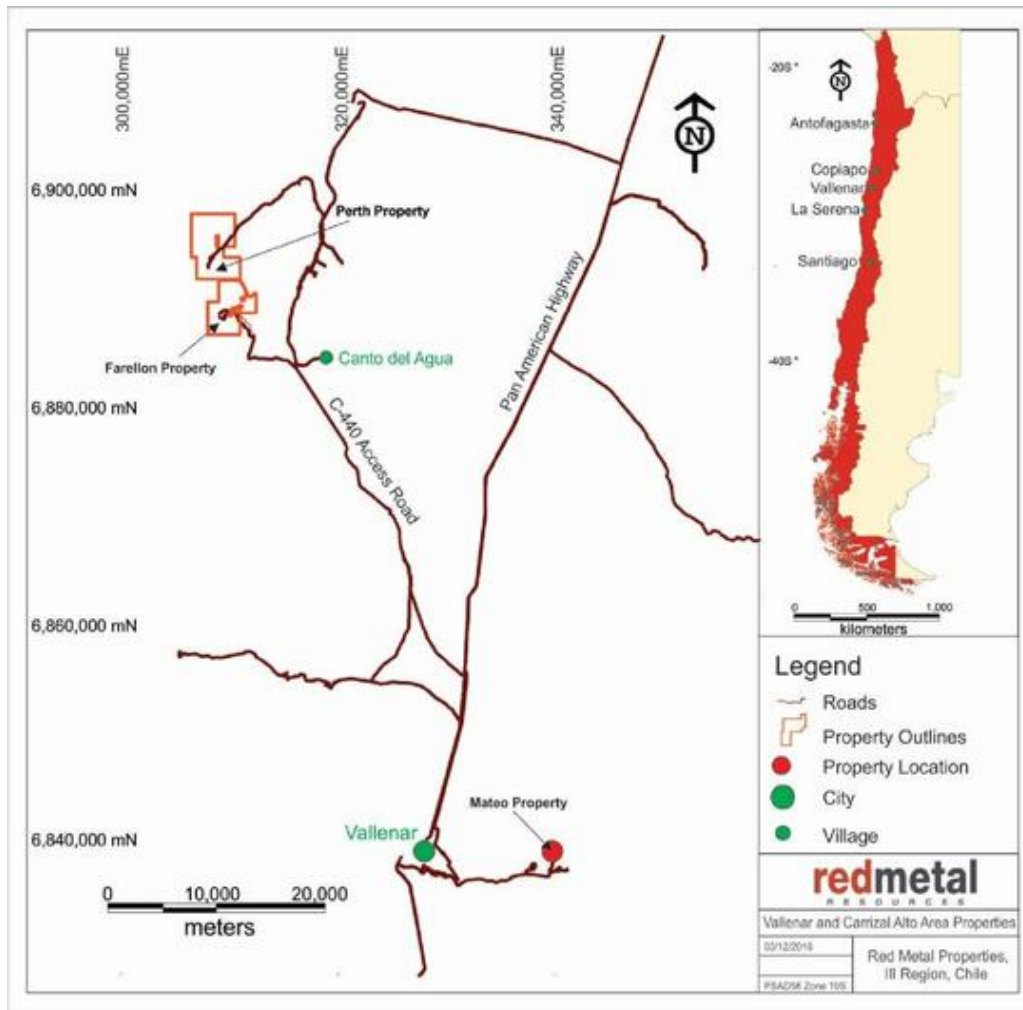 300,000mE
320,000mE
340,000mE
N
6,900,000 mN
Perth Property
Farellon Property
Canto del Agua
6,880,000 mN
C-440 Access Road
Pan American Highway
6,860,000 mN
Mateo Property
Vallenar
6,840,000 mN
0 10,000 20,000
meters
-20S °
N
Antofagasta
Copiapo
Vallenar
La Serena
Santiago
-40S °
0 500 1,000
kilometers
Legend
Roads
Property Outlines
Property Location
City
Village
redmetal
RESOURCES
Vallenar and Carrizal Alto Area Properties
Red Metal Properties,
III Region, Chile